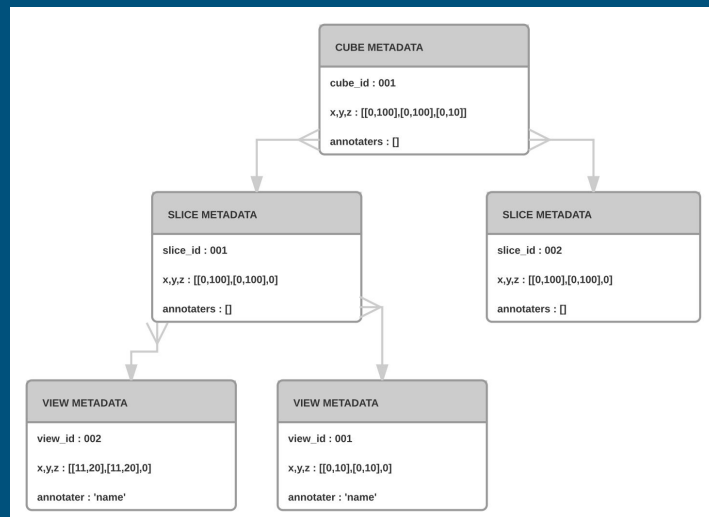 CUBE METADATA
cube_id : 001
x,y,z : [[0,100],[0,100],[0,10]]
annotaters : []
SLICE METADATA
slice_id : 001
x,y,z : [[0,100],[0,100],0]
annotaters : []
SLICE METADATA
slice_id : 002
x,y,z : [[0,100],[0,100],0]
annotaters : []
VIEW METADATA
view_id : 002
x,y,z : [[11,20],[11,20],0]
annotater : 'name'
VIEW METADATA
view_id : 001
x,y,z : [[0,10],[0,10],0]
annotater : 'name'